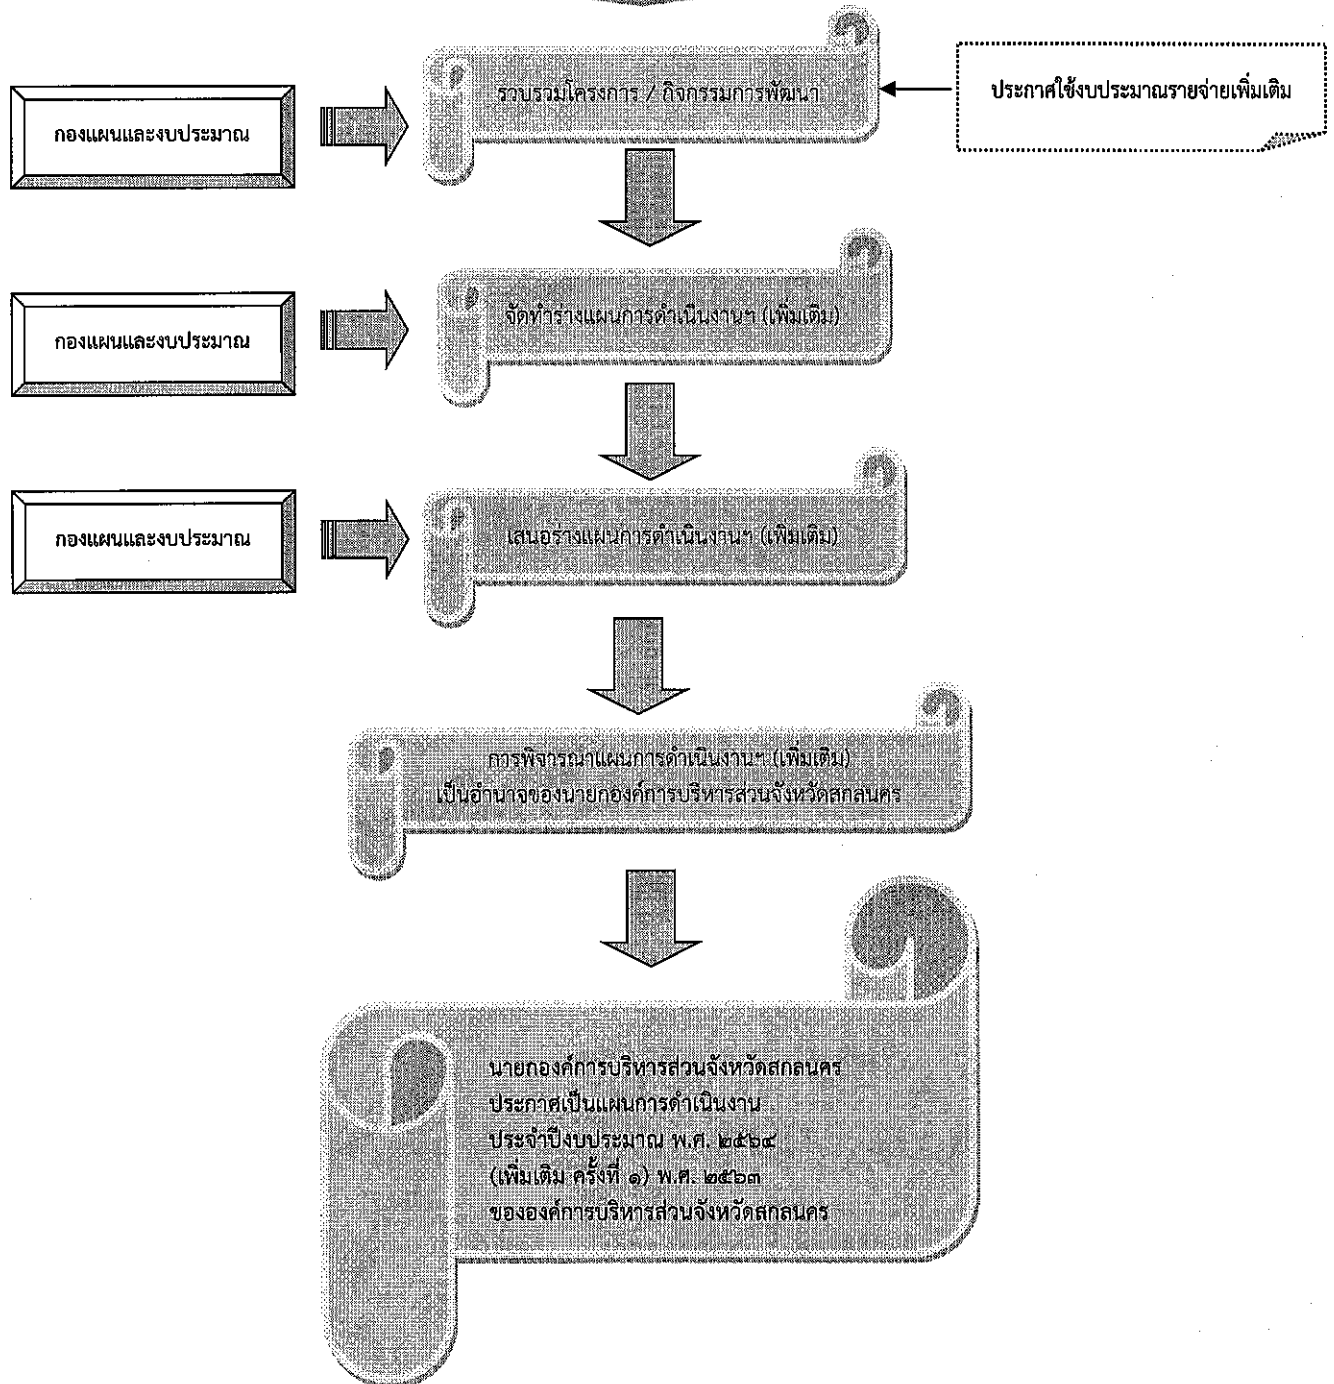 รวบรวมโครงการ / กิจกรรมการพัฒนา
ประกาศใช้งบประมาณรายจ่ายเพิ่มเติม
กองแผนและงบประมาณ
จัดทำร่างแผนการดำเนินงานฯ (เพิ่มเติม)
กองแผนและงบประมาณ
เสนอร่างแผนการดำเนินงานฯ (เพิ่มเติม)
กองแผนและงบประมาณ
การพิจารณาแผนการดำเนินงานฯ (เพิ่มเติม)
เป็นอำนาจของนายกองค์การบริหารส่วนจังหวัดสกลนคร
นายกองค์การบริหารส่วนจังหวัดสกลนคร
ประกาศเป็นแผนการดำเนินงาน
ประจำปีงบประมาณ พ.ศ. ๒๕๖๔
(เพิ่มเติม ครั้งที่ ๑) พ.ศ. ๒๕๖๓
ขององค์การบริหารส่วนจังหวัดสกลนคร